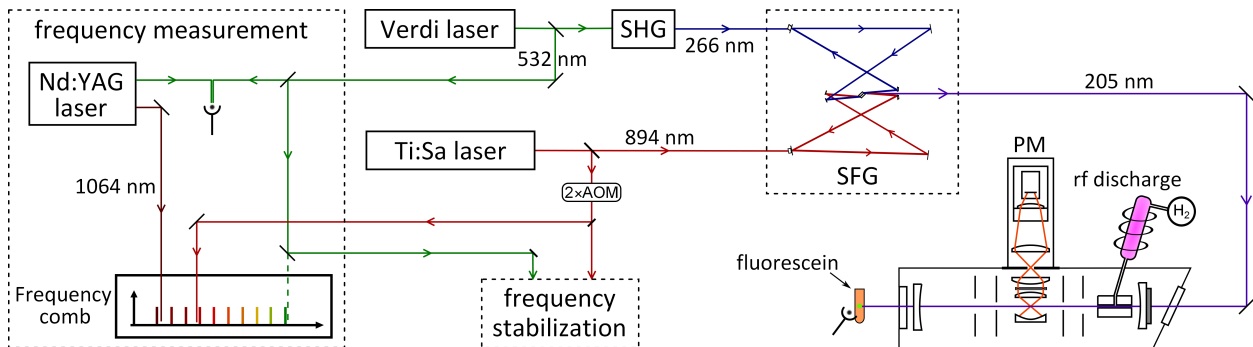 frequency measurement
Verdi laser
SHG
532 nm
266 nm
205 nm
Nd:YAG
laser
Ti:Sa laser
894 nm
SFG
PM
1064 nm
2×AOM
rf discharge
H2
fluorescein
Frequency
comb
frequency
stabilization